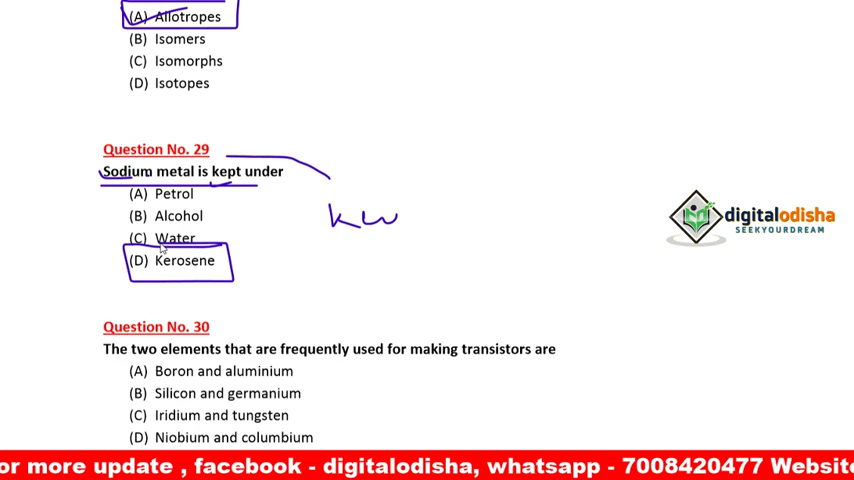 (A) Allotropes
(B) Isomers
(C) Isomorphs
(D) Isotopes
Question No. 29
Sodium metal is kept under
(A) Petrol
(B) Alcohol
(C) Water
(D) Kerosene
digitalodisha
SEEKYOURDREAM
Question No. 30
The two elements that are frequently used for making transistors are
(A) Boron and aluminium
(B) Silicon and germanium
(C) Iridium and tungsten
(D) Niobium and columbium
or more update , facebook - digitalodisha, whatsapp - 7008420477 Website